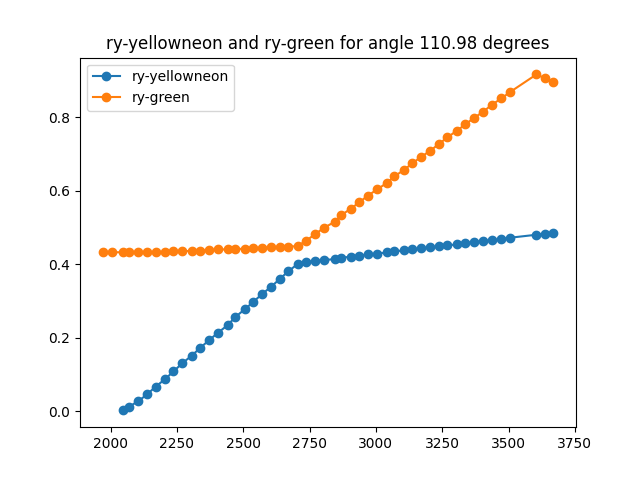 ry-yellowneon and ry-green for angle 110.98 degrees
ry-yellowneon
ry-green
0.8
0.6
0.4
0.2
0.0
2000 2250 2500 2750 3000 3250 3500 3750